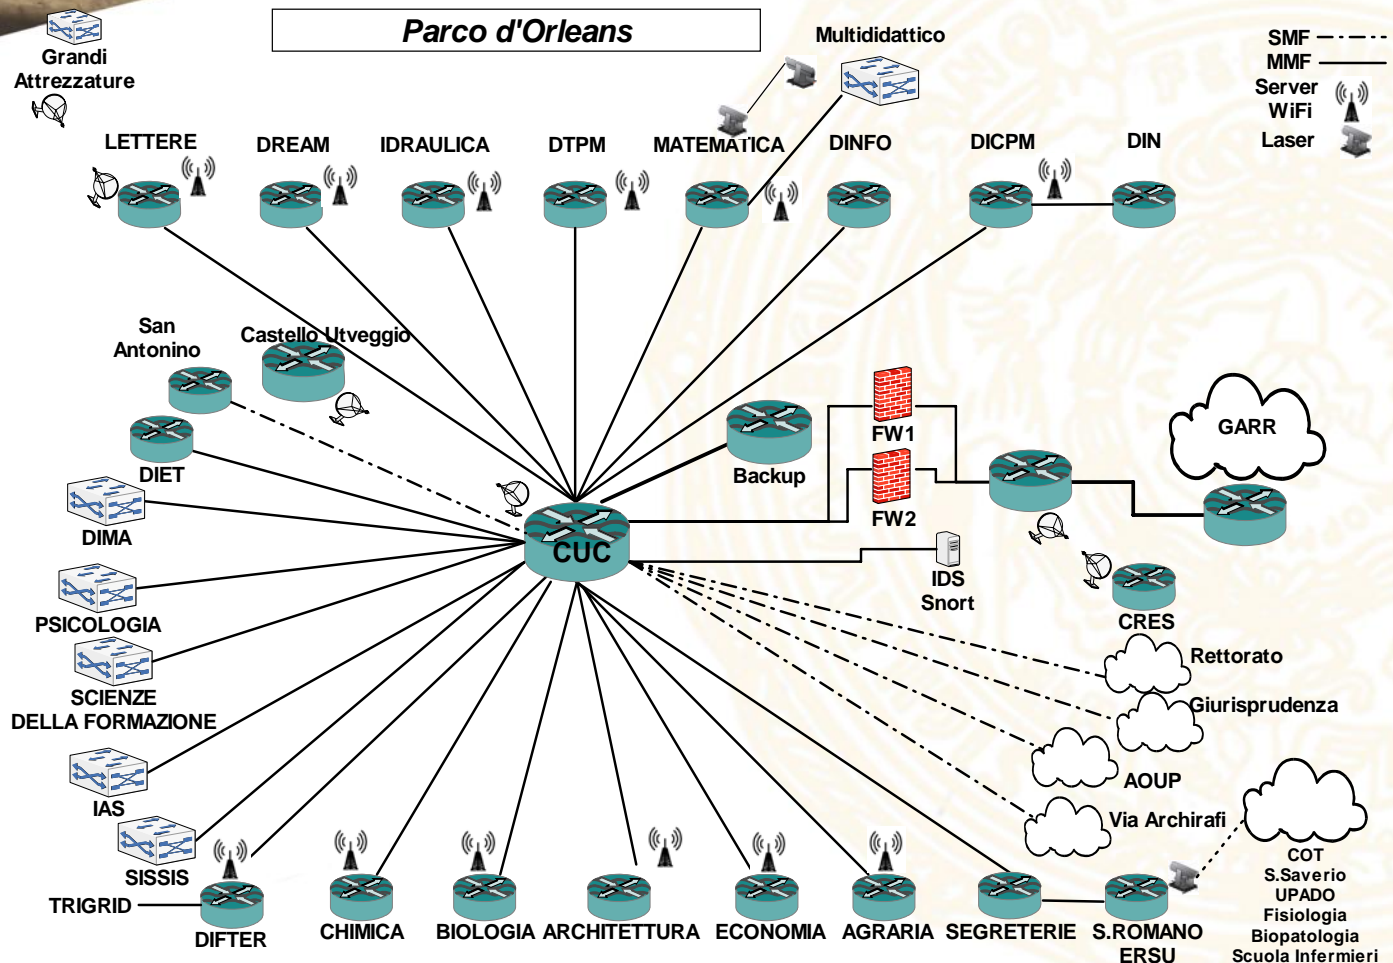 Parco d'Orleans
Grandi
Attrezzature
Multididattico
SMF
MMF
Server
WiFi
Laser
LETTERE
DREAM
IDRAULICA
DTPM
MATEMATICA
DINFO
DICPM
DIN
San
Antonino
Castello Utveggio
DIET
DIMA
PSICOLOGIA
SCIENZE
DELLA FORMAZIONE
IAS
SISSIS
TRIGRID
CUC
Backup
FW1
FW2
GARR
IDS
Snort
CRES
Rettorato
Giurisprudenza
AOUP
Via Archirafi
COT
S.Saverio
UPADO
Fisiologia
Biopatologia
Scuola Infermieri
DIFTER
CHIMICA
BIOLOGIA
ARCHITETTURA
ECONOMIA
AGRARIA
SEGRETERIE
S.ROMANO
ERSU